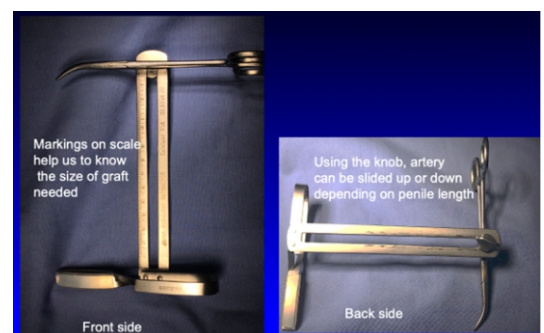 Markings on scale
help us to know
the size of graft
needed
Front side
Using the knob, artery
can be slided up or down
depending on penile length
Back side